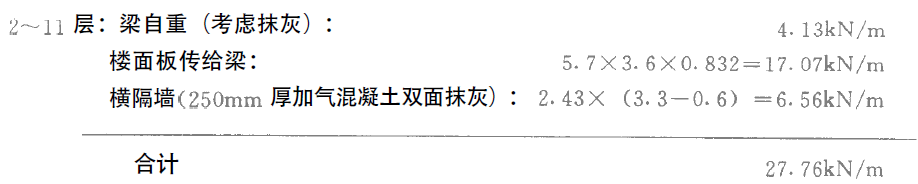 2～11 层：梁自重（考虑抹灰）： 4.13kN/m
楼面板传给梁： 5.7×3.6×0.832=17.07kN/m
横隔墙(250mm 厚加气混凝土双面抹灰）： 2.43×（3.3－0.6）=6.56kN/m
合计 27.76kN/m